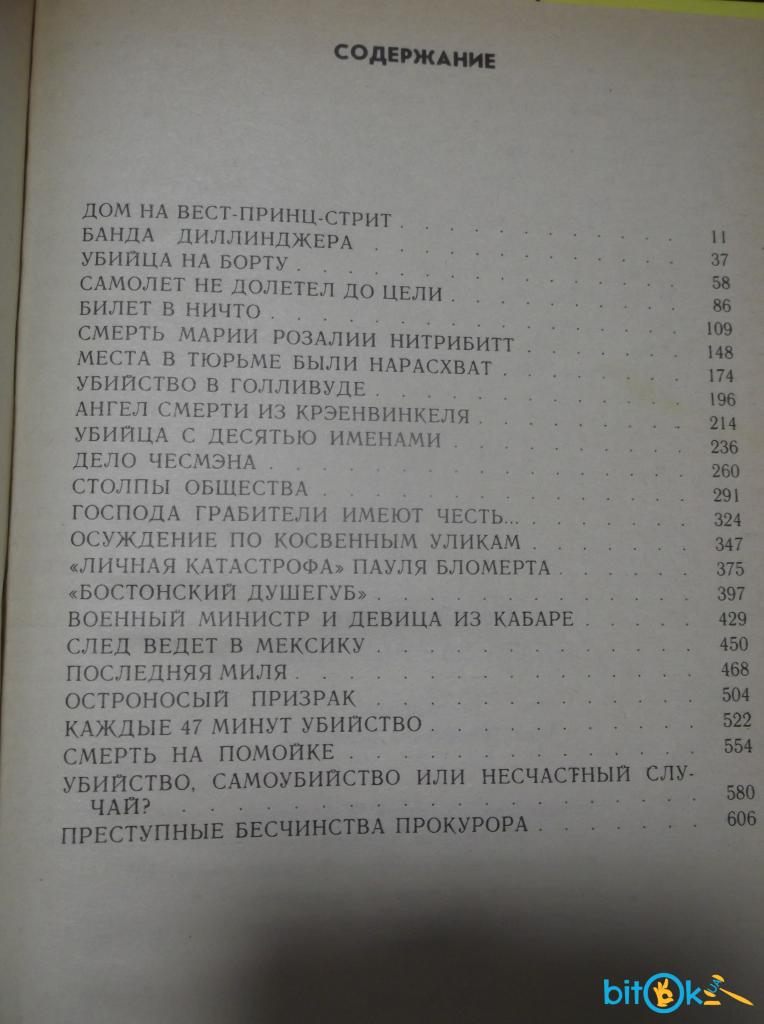 СОДЕРЖАНИЕ
ДОМ НА ВЕСТ-ПРИНЦ-СТРИТ . . . . . . . . . . . 11
БАНДА ДИЛЛИНДЖЕРА . . . . . . . . . . . . 37
УБИЙЦА НА БОРТУ . . . . . . . . . . . . . . 58
САМОЛЕТ НЕ ДОЛЕТЕЛ ДО ЦЕЛИ . . . . . . . . . 86
БИЛЕТ В НИЧТО . . . . . . . . . . . . . . . 109
СМЕРТЬ МАРИИ РОЗАЛИИ НИТРИБИТТ . . . . . . . 148
МЕСТА В ТЮРЬМЕ БЫЛИ НАРАСХВАТ . . . . . . . . 174
УБИЙСТВО В ГОЛЛИВУДЕ . . . . . . . . . . . . 196
АНГЕЛ СМЕРТИ ИЗ КРЭЕНВИНКЕЛЯ . . . . . . . . 214
УБИЙЦА С ДЕСЯТЬЮ ИМЕНАМИ . . . . . . . . . . 236
ДЕЛО ЧЕСМЭНА . . . . . . . . . . . . . . . 260
СТОЛПЫ ОБЩЕСТВА . . . . . . . . . . . . . . 291
ГОСПОДА ГРАБИТЕЛИ ИМЕЮТ ЧЕСТЬ... . . . . . . . 324
ОСУЖДЕНИЕ ПО КОСВЕННЫМ УЛИКАМ . . . . . . . . 347
«ЛИЧНАЯ КАТАСТРОФА» ПАУЛЯ БЛОМЕРТА . . . . . . 375
«БОСТОНСКИЙ ДУШЕГУБ» . . . . . . . . . . . . 397
ВОЕННЫЙ МИНИСТР И ДЕВИЦА ИЗ КАБАРЕ . . . . . 429
СЛЕД ВЕДЕТ В МЕКСИКУ . . . . . . . . . . . . 450
ПОСЛЕДНЯЯ МИЛЯ . . . . . . . . . . . . . . 468
ОСТРОНОСЫЙ ПРИЗРАК . . . . . . . . . . . . 504
КАЖДЫЕ 47 МИНУТ УБИЙСТВО . . . . . . . . . . 522
СМЕРТЬ НА ПОМОЙКЕ . . . . . . . . . . . . . 554
УБИЙСТВО, САМОУБИЙСТВО ИЛИ НЕСЧАСТНЫЙ СЛУ-
ЧАЙ? . . . . . . . . . . . . . . . . . . 580
ПРЕСТУПНЫЕ БЕСЧИНСТВА ПРОКУРОРА . . . . . . . 606
bitOk UA